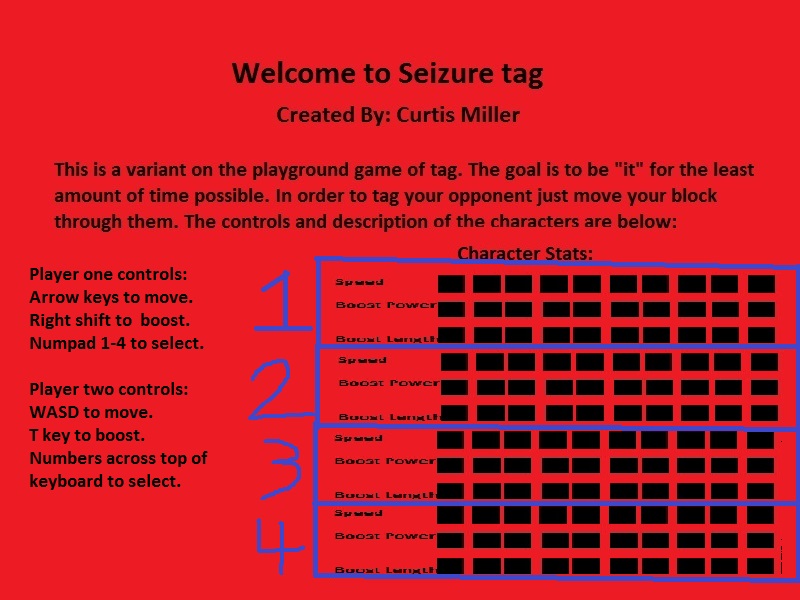 Welcome to Seizure tag
Created By: Curtis Miller
This is a variant on the playground game of tag. The goal is to be "it" for the least
amount of time possible. In order to tag your opponent just move your block
through them. The controls and description of the characters are below:
Character Stats:
Player one controls:
Arrow keys to move.
Right shift to boost.
Numpad 1-4 to select.
Player two controls:
WASD to move.
T key to boost.
Numbers across top of
keyboard to select.
1
Speed
Boost Power
Boost Length
2
Speed
Boost Power
Boost Length
3
Speed
Boost Power
Boost Length
4
Speed
Boost Power
Boost Length